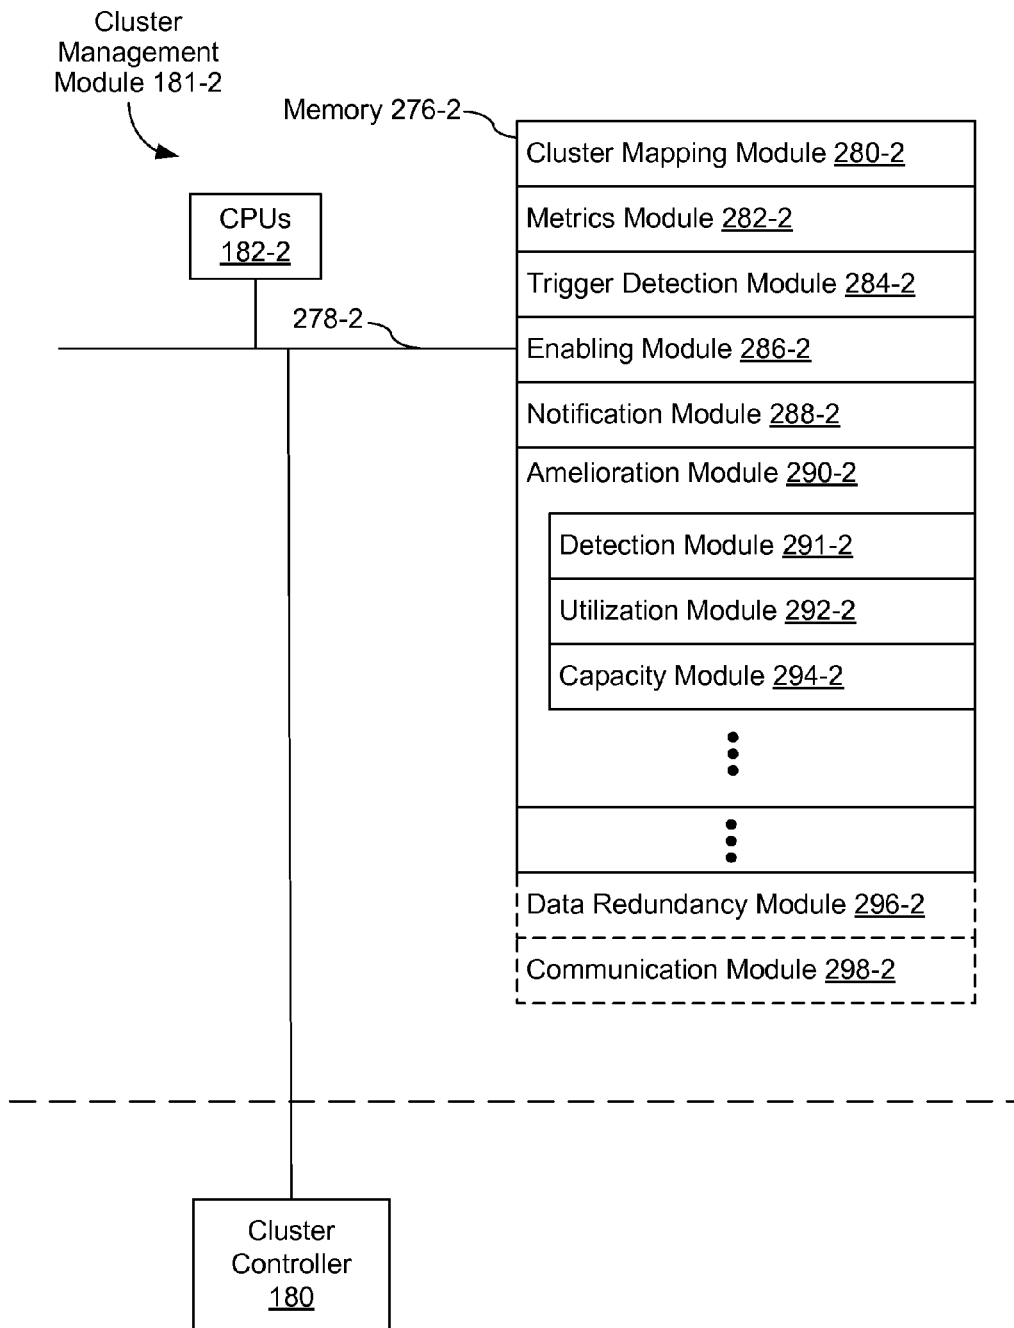 Cluster
Management
Module 181-2
Memory 276-2
Cluster Mapping Module 280-2
Metrics Module 282-2
CPUs
182-2
Trigger Detection Module 284-2
278-2
Enabling Module 286-2
Notification Module 288-2
Amelioration Module 290-2
Detection Module 291-2
Utilization Module 292-2
Capacity Module 294-2
Data Redundancy Module 296-2
Communication Module 298-2
Cluster
Controller
180